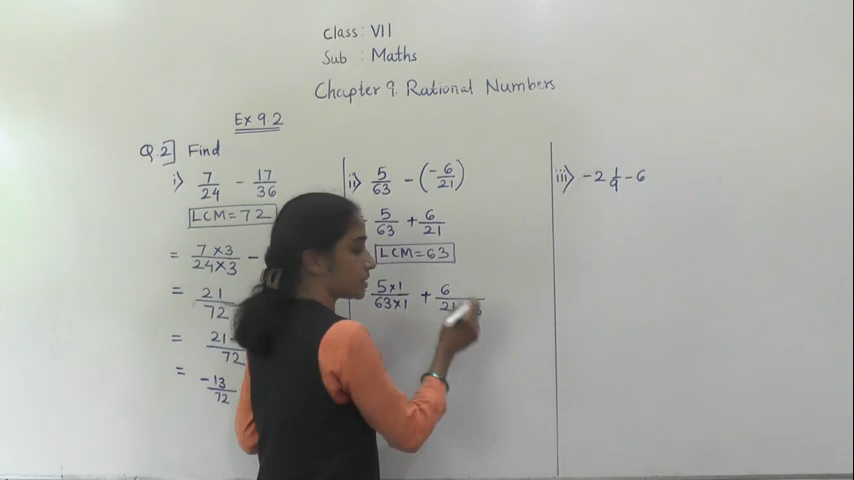 Class: VII
Sub : Maths
Chapter 9. Rational Numbers
Ex 9.2
Q.2] Find
i) 7/24 - 17/36
LCM = 72
= 7×3/24×3 -
= 21/72
= 21-/72
= -13/72
ii) 5/63 - (-6/21)
5/63 + 6/21
LCM = 63
5×1/63×1 + 6/21
iii) -2 1/9 - 6